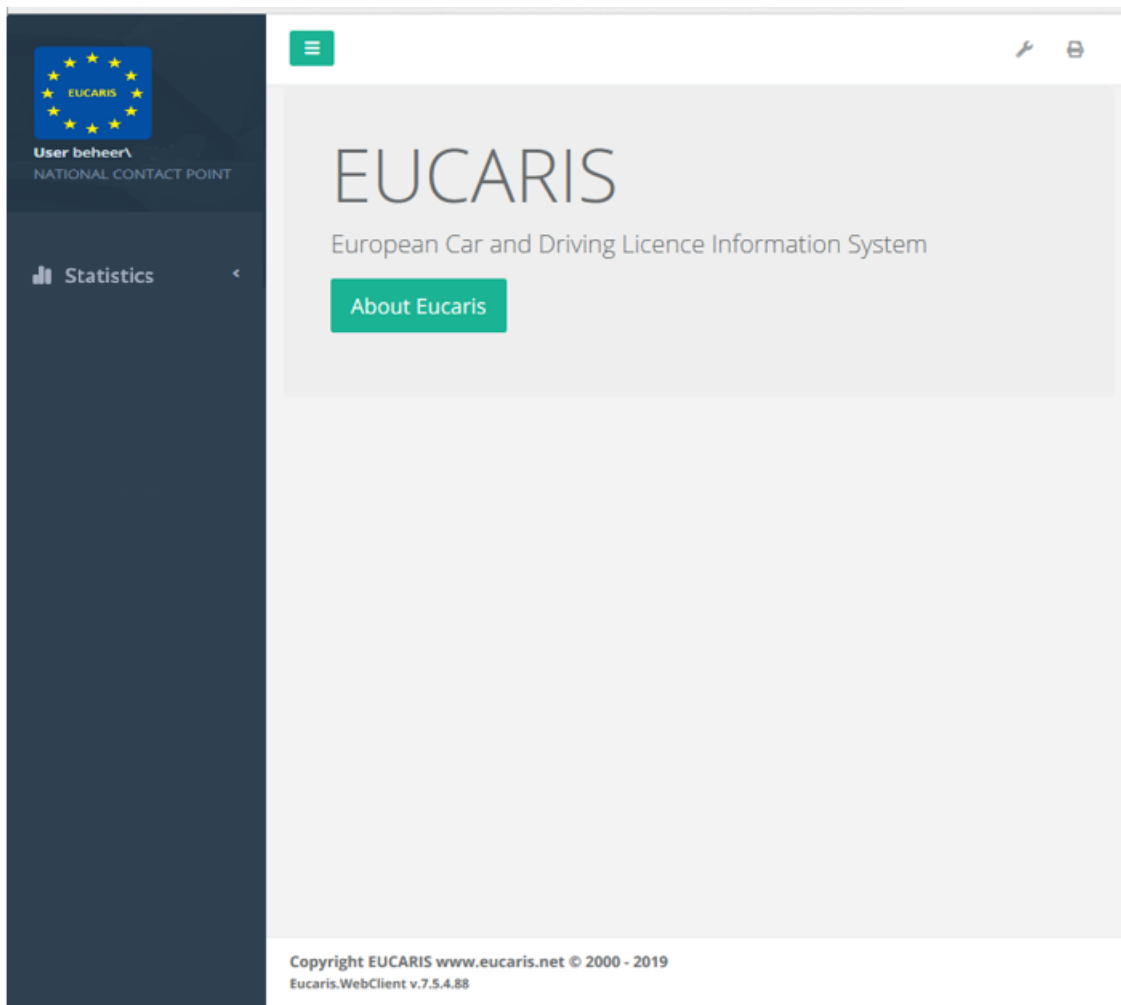 EUCARIS
User beheer\
NATIONAL CONTACT POINT
Statistics
EUCARIS
European Car and Driving Licence Information System
About Eucaris
Copyright EUCARIS www.eucaris.net © 2000 - 2019
Eucaris.WebClient v.7.5.4.88